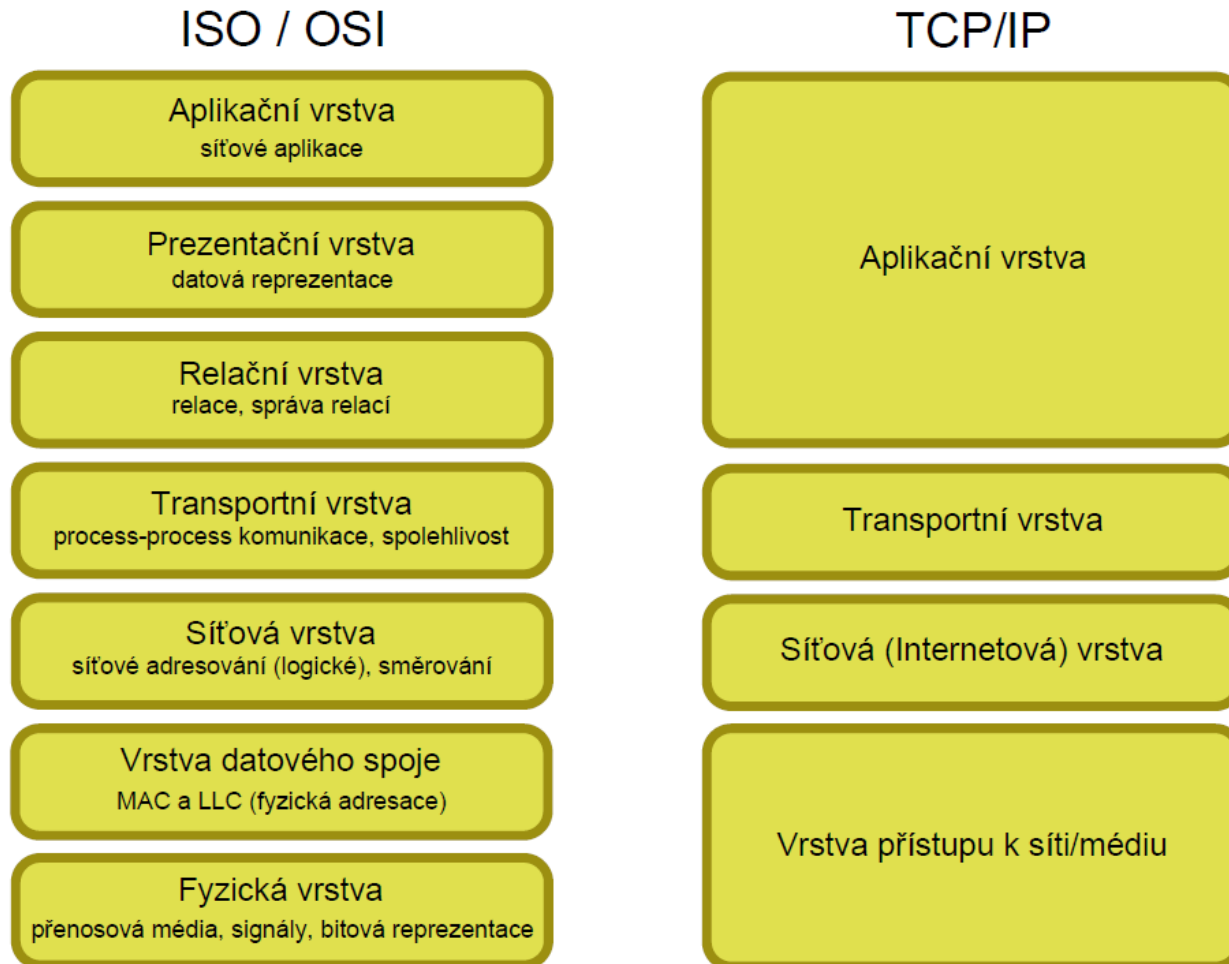 ISO / OSI
Aplikační vrstva
síťové aplikace
Prezentační vrstva
datová reprezentace
Relační vrstva
relace, správa relací
Transportní vrstva
process-process komunikace, spolehlivost
Síťová vrstva
síťové adresování (logické), směrování
Vrstva datového spoje
MAC a LLC (fyzická adresace)
Fyzická vrstva
přenosová média, signály, bitová reprezentace
TCP/IP
Aplikační vrstva
Transportní vrstva
Síťová (Internetová) vrstva
Vrstva přístupu k síti/médiu